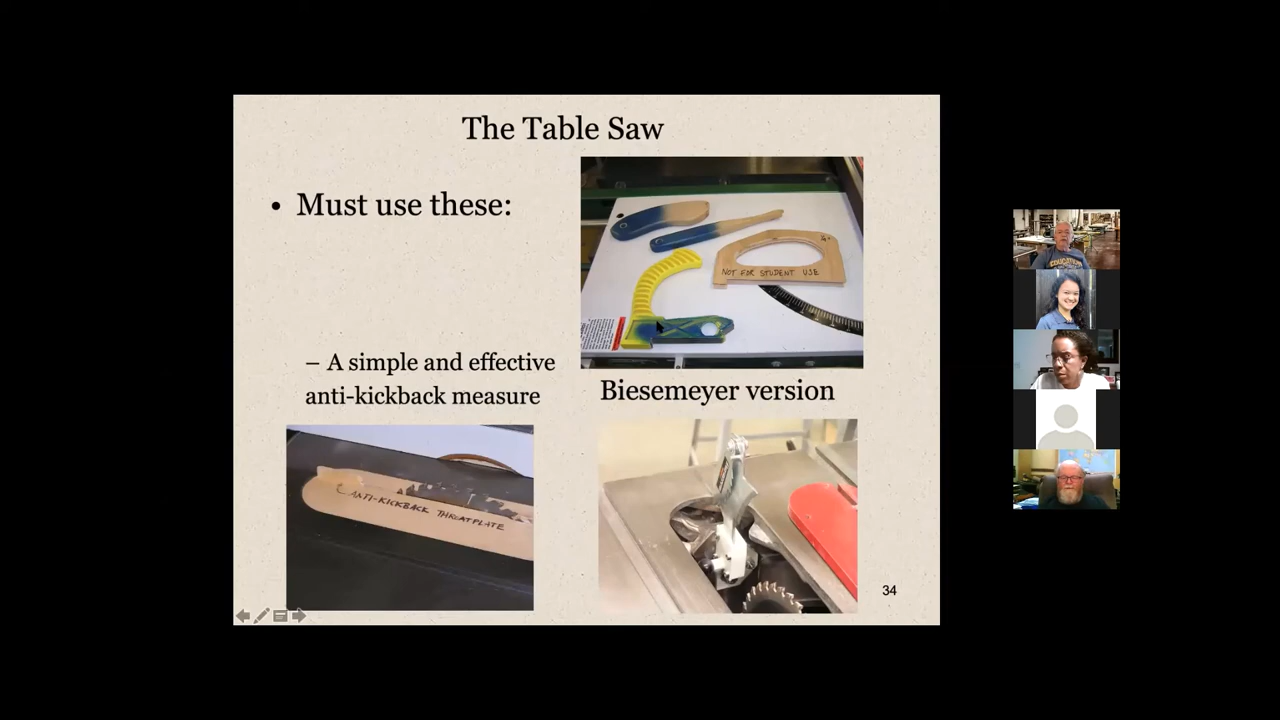 The Table Saw
• Must use these:
NOT FOR STUDENT USE
– A simple and effective
anti-kickback measure
Biesemeyer version
ANTI-KICKBACK THROATPLATE
34
EDUCATION